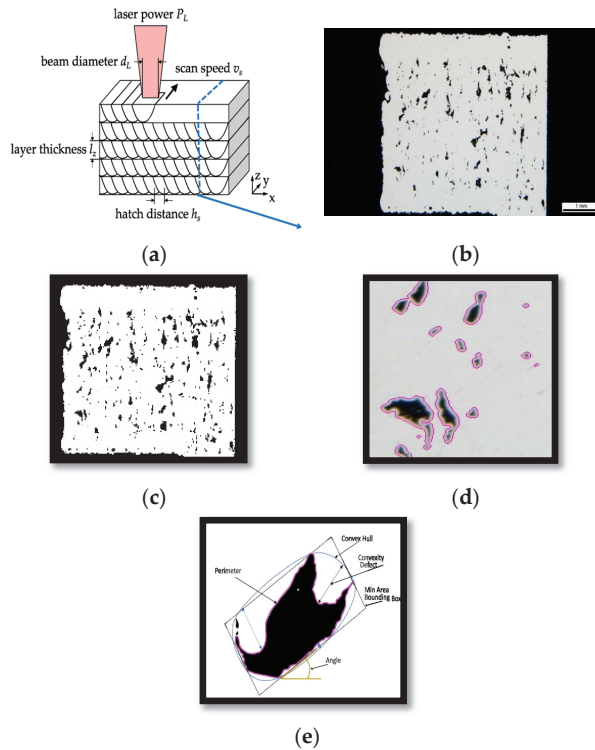 laser power P_L
beam diameter d_L
scan speed v_s
layer thickness l_z
hatch distance h_s
z
y
x
(a)
1 mm
(b)
(c)
(d)
Convex Hull
Convexity
Defect
Perimeter
Min Area
Bounding Box
Angle
(e)